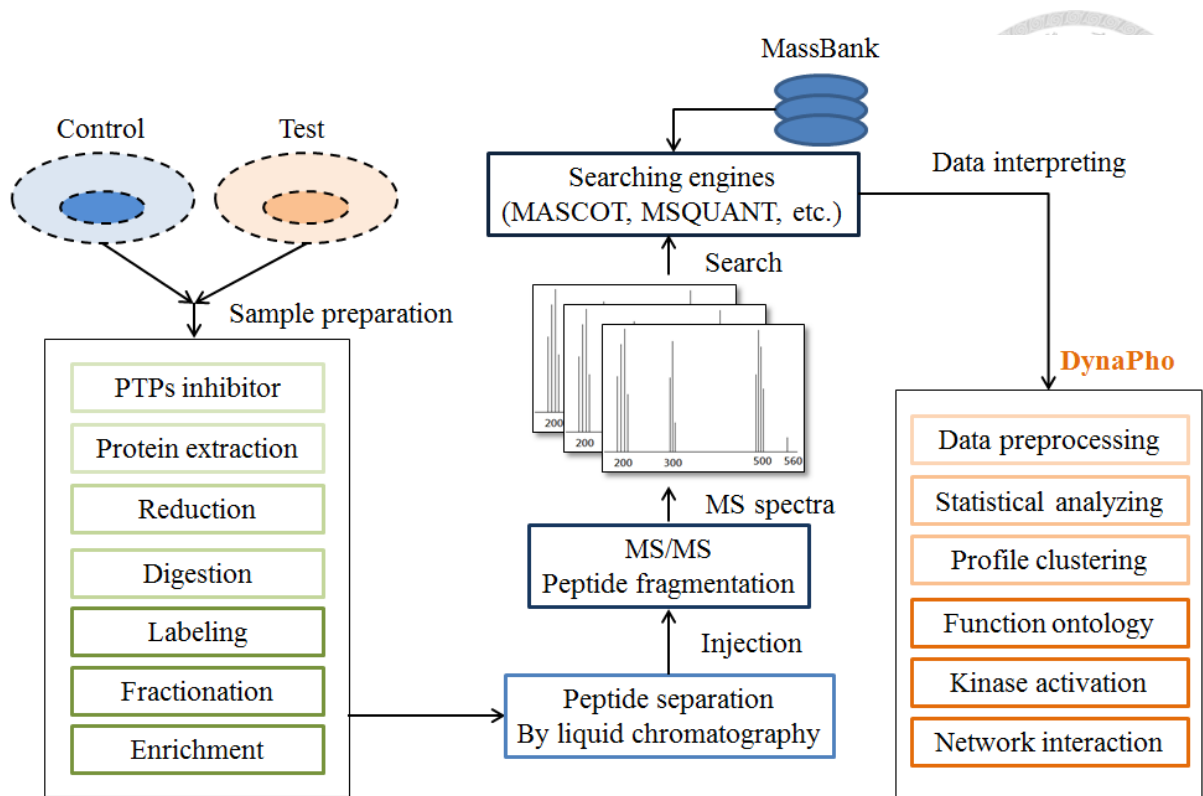 MassBank
Control
Test
Searching engines
(MASCOT, MSQUANT, etc.)
Data interpreting
Search
Sample preparation
DynaPho
PTPs inhibitor
Protein extraction
Reduction
Digestion
Labeling
Fractionation
Enrichment
200
200
200
300
500
560
MS spectra
MS/MS
Peptide fragmentation
Injection
Peptide separation
By liquid chromatography
Data preprocessing
Statistical analyzing
Profile clustering
Function ontology
Kinase activation
Network interaction